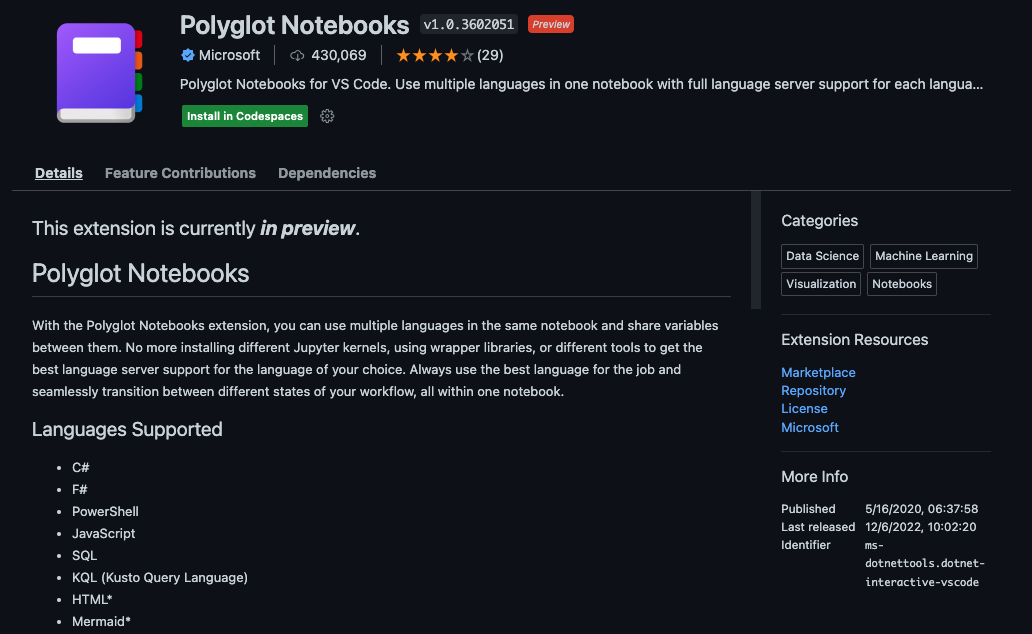 Polyglot Notebooks v1.0.3602051 Preview
Microsoft 430,069 (29)
Polyglot Notebooks for VS Code. Use multiple languages in one notebook with full language server support for each langua...
Install in Codespaces
Details Feature Contributions Dependencies
This extension is currently in preview.
Polyglot Notebooks
With the Polyglot Notebooks extension, you can use multiple languages in the same notebook and share variables
between them. No more installing different Jupyter kernels, using wrapper libraries, or different tools to get the
best language server support for the language of your choice. Always use the best language for the job and
seamlessly transition between different states of your workflow, all within one notebook.
Languages Supported
• C#
• F#
• PowerShell
• JavaScript
• SQL
• KQL (Kusto Query Language)
• HTML*
• Mermaid*
Categories
Data Science Machine Learning
Visualization Notebooks
Extension Resources
Marketplace
Repository
License
Microsoft
More Info
Published 5/16/2020, 06:37:58
Last released 12/6/2022, 10:02:20
Identifier ms-
dotnettools.dotnet-
interactive-vscode